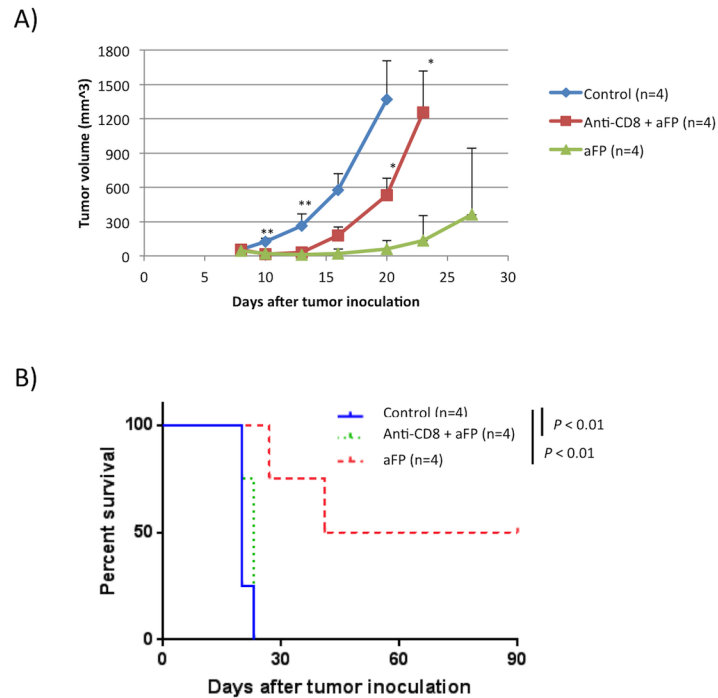 A)
Tumor volume (mm^3)
1800
1500
1200
900
600
300
0
**
**
*
*
0 5 10 15 20 25 30
Days after tumor inoculation
Control (n=4)
Anti-CD8 + aFP (n=4)
aFP (n=4)
B)
Percent survival
100
50
0
0 30 60 90
Days after tumor inoculation
Control (n=4)
Anti-CD8 + aFP (n=4)
aFP (n=4)
P < 0.01
P < 0.01